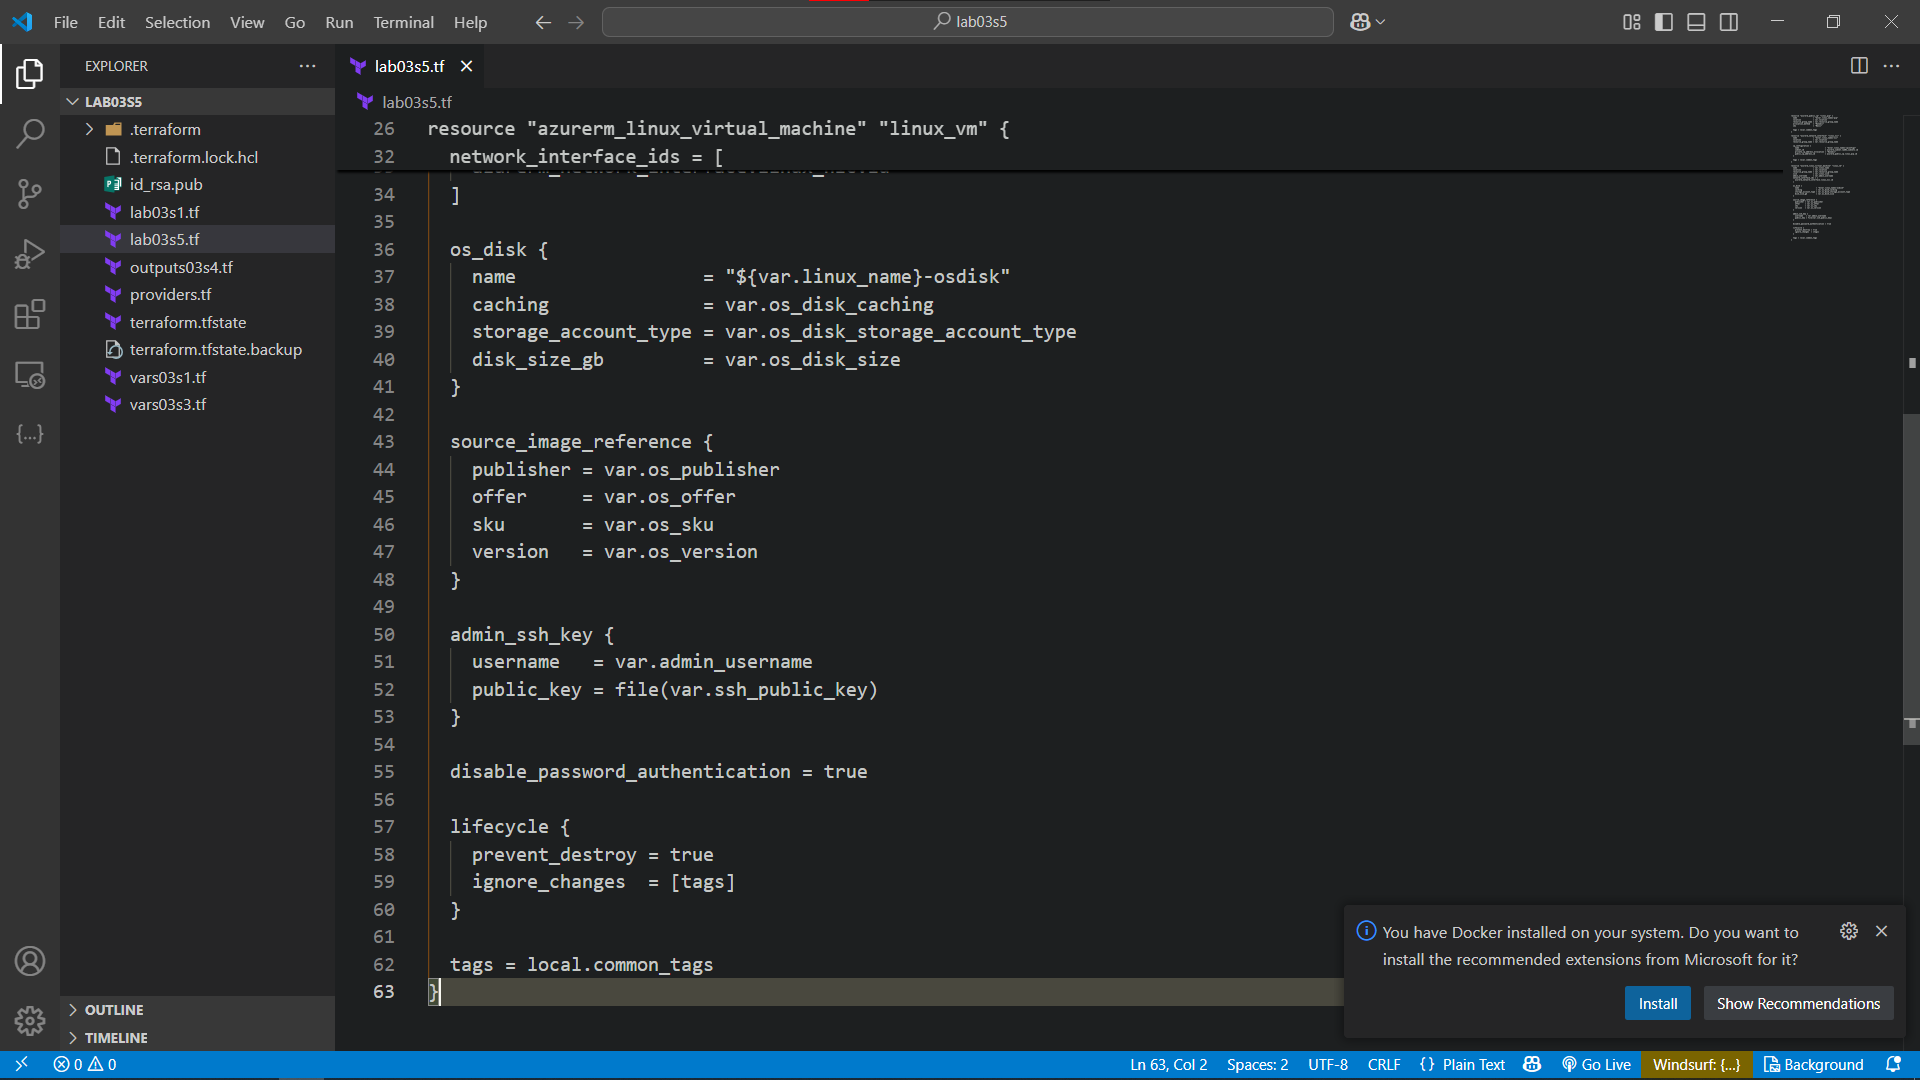 File Edit Selection View Go Run Terminal Help
lab03s5
EXPLORER
LAB03S5
.terraform
.terraform.lock.hcl
id_rsa.pub
lab03s1.tf
lab03s5.tf
outputs03s4.tf
providers.tf
terraform.tfstate
terraform.tfstate.backup
vars03s1.tf
vars03s3.tf
OUTLINE
TIMELINE
lab03s5.tf
lab03s5.tf
26 resource "azurerm_linux_virtual_machine" "linux_vm" {
32 network_interface_ids = [
34 ]
35
36 os_disk {
37 name = "${var.linux_name}-osdisk"
38 caching = var.os_disk_caching
39 storage_account_type = var.os_disk_storage_account_type
40 disk_size_gb = var.os_disk_size
41 }
42
43 source_image_reference {
44 publisher = var.os_publisher
45 offer = var.os_offer
46 sku = var.os_sku
47 version = var.os_version
48 }
49
50 admin_ssh_key {
51 username = var.admin_username
52 public_key = file(var.ssh_public_key)
53 }
54
55 disable_password_authentication = true
56
57 lifecycle {
58 prevent_destroy = true
59 ignore_changes = [tags]
60 }
61
62 tags = local.common_tags
63 }
You have Docker installed on your system. Do you want to
install the recommended extensions from Microsoft for it?
Install Show Recommendations
0 0 Ln 63, Col 2 Spaces: 2 UTF-8 CRLF {} Plain Text Go Live Windsurf: {...} Background